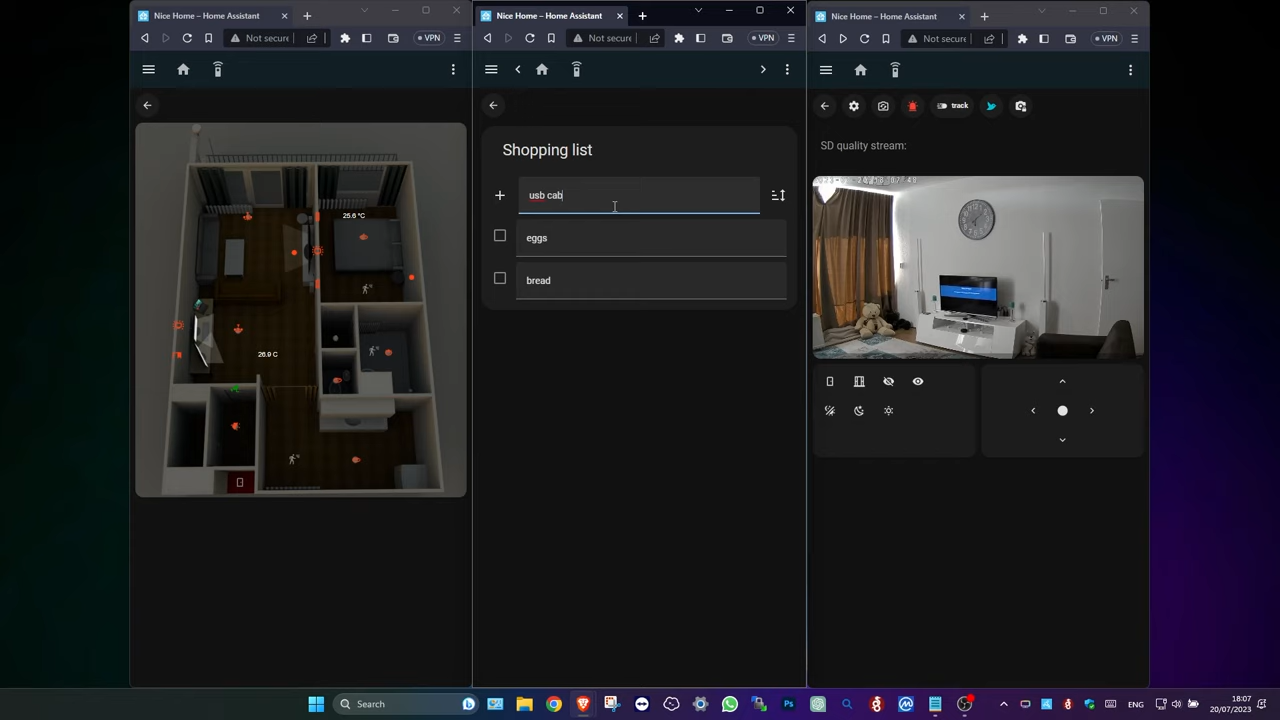 Nice Home – Home Assistant
Not secure
VPN
25.6 °C
26.9 C
Nice Home – Home Assistant
Not secure
VPN
Shopping list
usb cab
eggs
bread
Nice Home – Home Assistant
Not secure
VPN
track
SD quality stream:
Search
Ps
ENG
18:07
20/07/2023